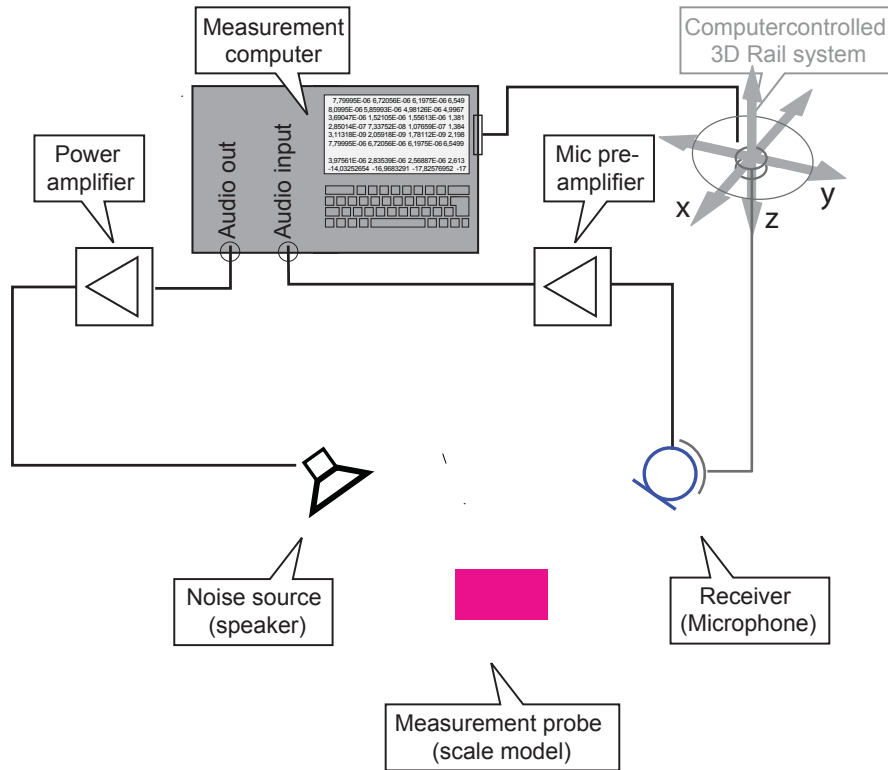 Measurement
computer
Computercontrolled
3D Rail system
7,79995E-06 6,72056E-06 6,1975E-06 6,549
8,0995E-06 5,85993E-06 4,98126E-06 4,9967
3,69047E-06 1,52105E-06 1,55613E-06 1,381
2,85014E-07 7,33752E-08 1,07659E-07 1,384
3,11318E-09 2,05918E-09 1,78112E-09 2,198
7,79995E-06 6,72056E-06 6,1975E-06 6,5499
3,97561E-06 2,83539E-06 2,56887E-06 2,613
-14,03252654 -16,9683291 -17,82576952 -17
Audio out
Audio input
Power
amplifier
Mic pre-
amplifier
x
z
y
Noise source
(speaker)
Receiver
(Microphone)
Measurement probe
(scale model)